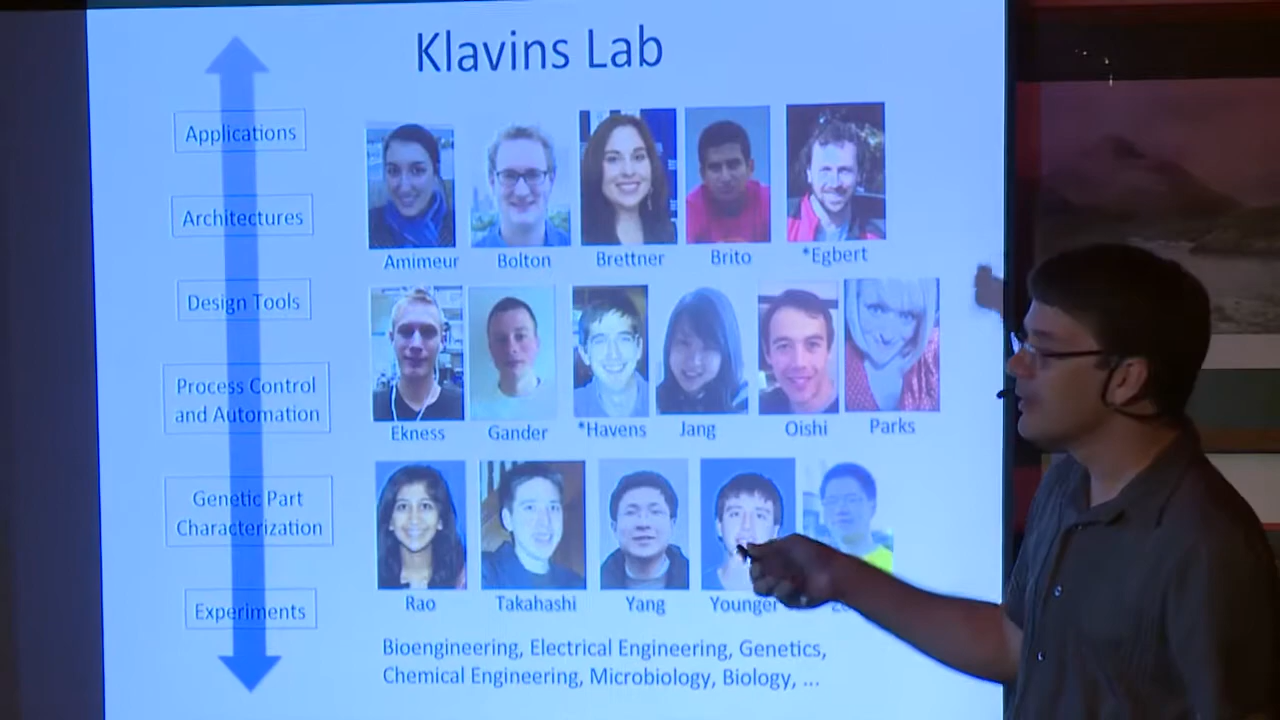 Klavins Lab
Applications
Architectures
Design Tools
Process Control
and Automation
Genetic Part
Characterization
Experiments
Amimeur Bolton Brettner Brito *Egbert
Ekness Gander *Havens Jang Oishi Parks
Rao Takahashi Yang Younger
Bioengineering, Electrical Engineering, Genetics,
Chemical Engineering, Microbiology, Biology, ...